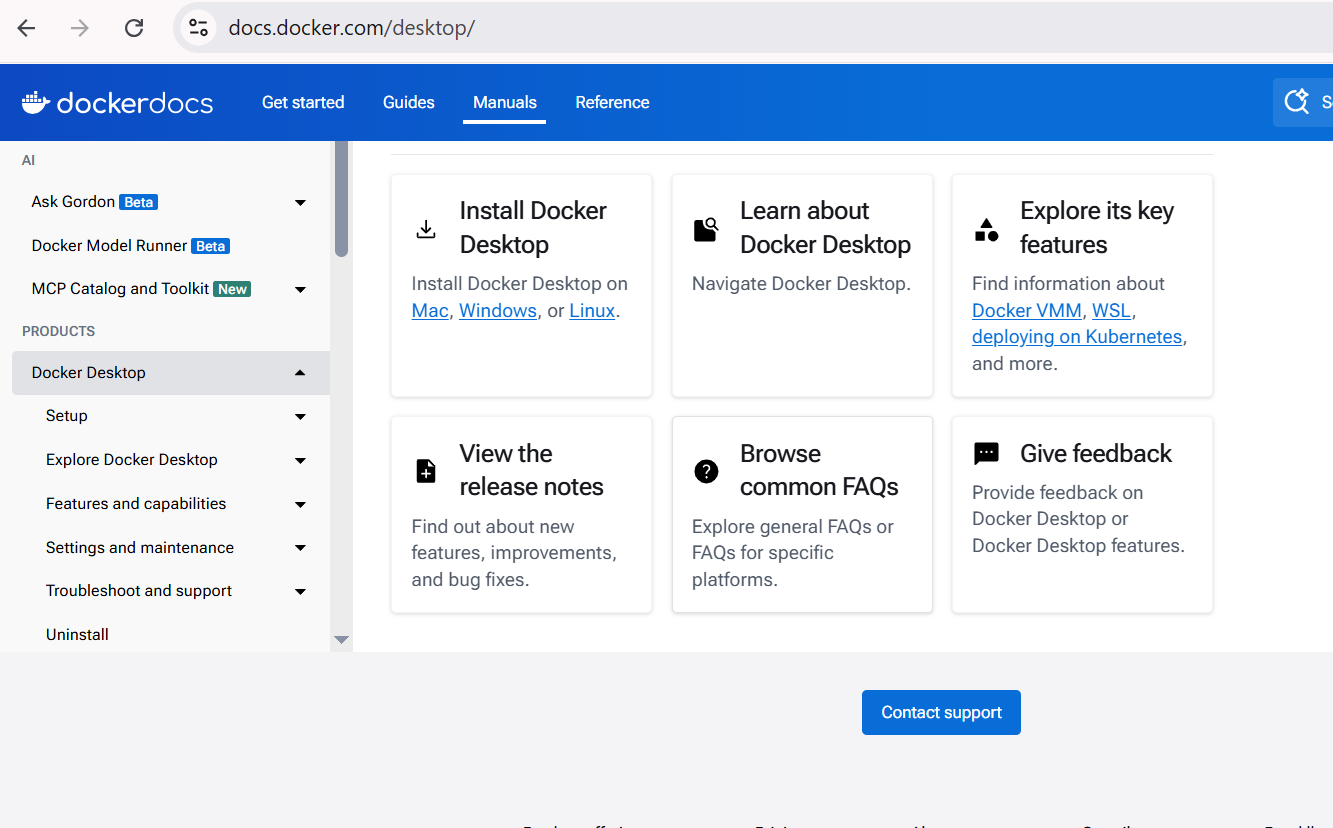 docs.docker.com/desktop/
dockerdocs
Get started
Guides
Manuals
Reference
AI
Ask Gordon Beta
Docker Model Runner Beta
MCP Catalog and Toolkit New
PRODUCTS
Docker Desktop
Setup
Explore Docker Desktop
Features and capabilities
Settings and maintenance
Troubleshoot and support
Uninstall
Install Docker
Desktop
Install Docker Desktop on
Mac, Windows, or Linux.
Learn about
Docker Desktop
Navigate Docker Desktop.
Explore its key
features
Find information about
Docker VMM, WSL,
deploying on Kubernetes,
and more.
View the
release notes
Find out about new
features, improvements,
and bug fixes.
Browse
common FAQs
Explore general FAQs or
FAQs for specific
platforms.
Give feedback
Provide feedback on
Docker Desktop or
Docker Desktop features.
Contact support